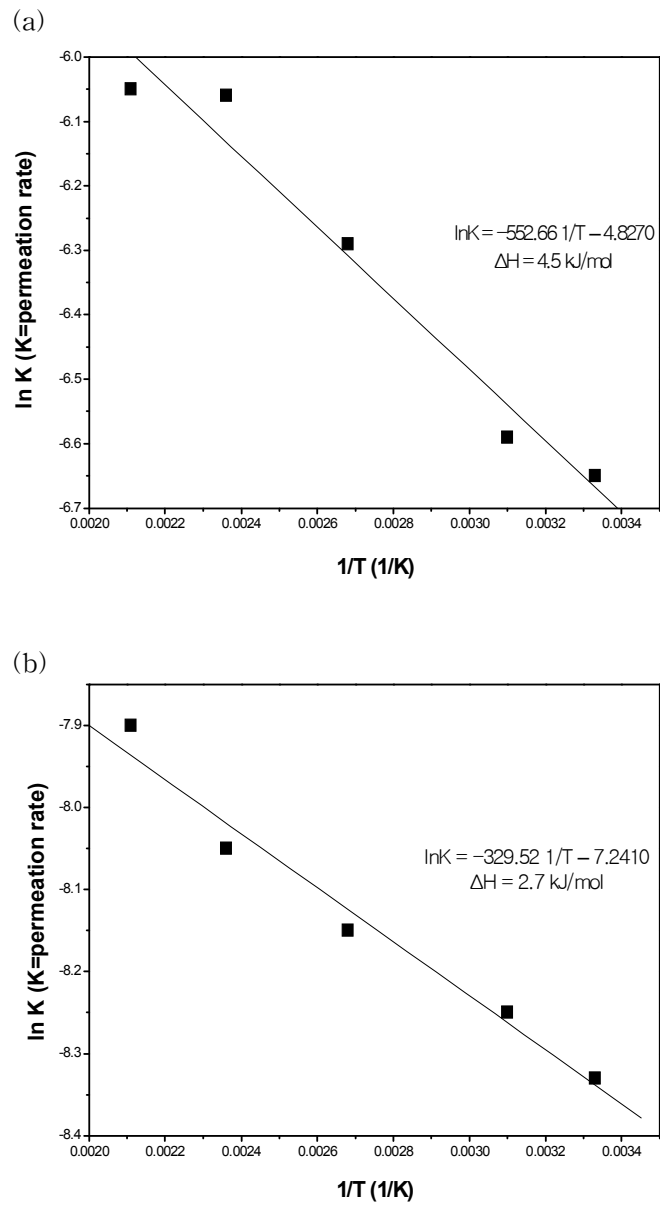 (a)
-6.0
-6.1
-6.2
-6.3
-6.4
-6.5
-6.6
-6.7
ln K (K=permeation rate)
lnK = -552.66 1/T - 4.8270
ΔH = 4.5 kJ/mol
0.0020 0.0022 0.0024 0.0026 0.0028 0.0030 0.0032 0.0034
1/T (1/K)
(b)
-7.9
-8.0
-8.1
-8.2
-8.3
-8.4
ln K (K=permeation rate)
lnK = -329.52 1/T - 7.2410
ΔH = 2.7 kJ/mol
0.0020 0.0022 0.0024 0.0026 0.0028 0.0030 0.0032 0.0034
1/T (1/K)